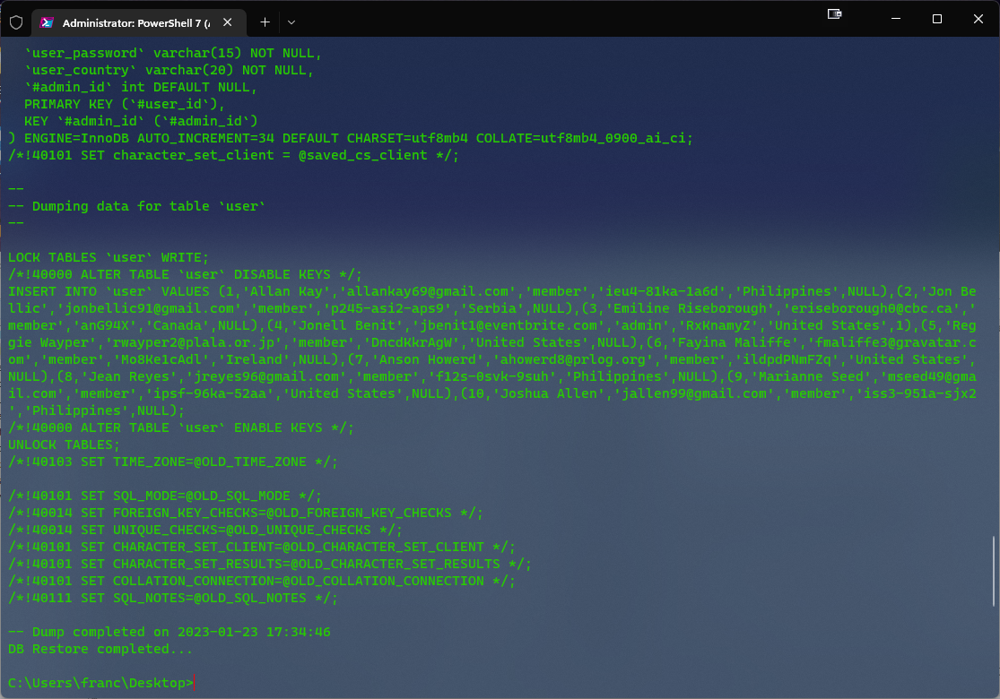 Administrator: PowerShell 7 (
`user_password` varchar(15) NOT NULL,
`user_country` varchar(20) NOT NULL,
`#admin_id` int DEFAULT NULL,
PRIMARY KEY (`#user_id`),
KEY `#admin_id` (`#admin_id`)
) ENGINE=InnoDB AUTO_INCREMENT=34 DEFAULT CHARSET=utf8mb4 COLLATE=utf8mb4_0900_ai_ci;
/*!40101 SET character_set_client = @saved_cs_client */;
--
-- Dumping data for table `user`
--
LOCK TABLES `user` WRITE;
/*!40000 ALTER TABLE `user` DISABLE KEYS */;
INSERT INTO `user` VALUES (1,'Allan Kay','allankay69@gmail.com','member','ieu4-81ka-1a6d','Philippines',NULL),(2,'Jon Be
llic','jonbellic91@gmail.com','member','p245-asi2-aps9','Serbia',NULL),(3,'Emiline Riseborough','eriseborough0@cbc.ca','
member','anG94X','Canada',NULL),(4,'Jonell Benit','jbenit1@eventbrite.com','admin','RxKnamyZ','United States',1),(5,'Reg
gie Wayper','rwayper2@plala.or.jp','member','DncdKkrAgW','United States',NULL),(6,'Fayina Maliffe','fmaliffe3@gravatar.c
om','member','Mo8Ke1cAdl','Ireland',NULL),(7,'Anson Howerd','ahowerd8@prlog.org','member','ildpdPNmFZq','United States',
NULL),(8,'Jean Reyes','jreyes96@gmail.com','member','f12s-0svk-9suh','Philippines',NULL),(9,'Marianne Seed','mseed49@gma
il.com','member','ipsf-96ka-52aa','United States',NULL),(10,'Joshua Allen','jallen99@gmail.com','member','iss3-951a-sjx2
','Philippines',NULL);
/*!40000 ALTER TABLE `user` ENABLE KEYS */;
UNLOCK TABLES;
/*!40103 SET TIME_ZONE=@OLD_TIME_ZONE */;
/*!40101 SET SQL_MODE=@OLD_SQL_MODE */;
/*!40014 SET FOREIGN_KEY_CHECKS=@OLD_FOREIGN_KEY_CHECKS */;
/*!40014 SET UNIQUE_CHECKS=@OLD_UNIQUE_CHECKS */;
/*!40101 SET CHARACTER_SET_CLIENT=@OLD_CHARACTER_SET_CLIENT */;
/*!40101 SET CHARACTER_SET_RESULTS=@OLD_CHARACTER_SET_RESULTS */;
/*!40101 SET COLLATION_CONNECTION=@OLD_COLLATION_CONNECTION */;
/*!40111 SET SQL_NOTES=@OLD_SQL_NOTES */;
-- Dump completed on 2023-01-23 17:34:46
DB Restore completed...
C:\Users\franc\Desktop>